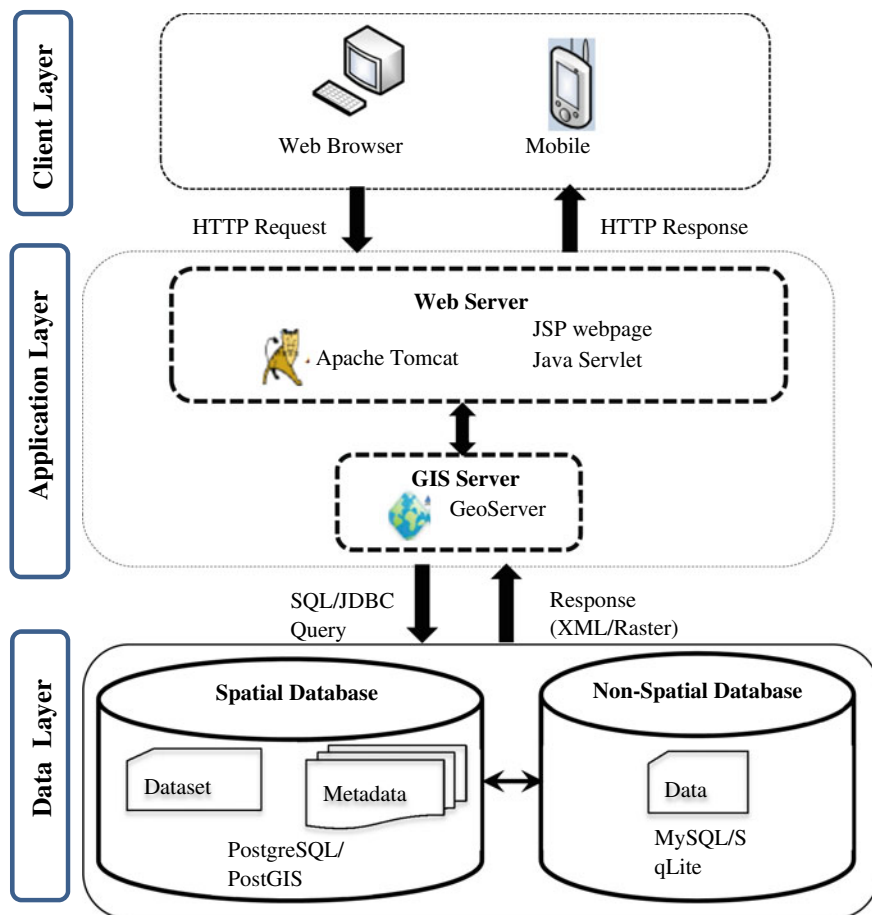 Client Layer
Web Browser
Mobile
HTTP Request
HTTP Response
Application Layer
Web Server
JSP webpage
Apache Tomcat
Java Servlet
GIS Server
GeoServer
SQL/JDBC
Query
Response
(XML/Raster)
Data Layer
Spatial Database
Non-Spatial Database
Dataset
Metadata
Data
PostgreSQL/
PostGIS
MySQL/S
qLite